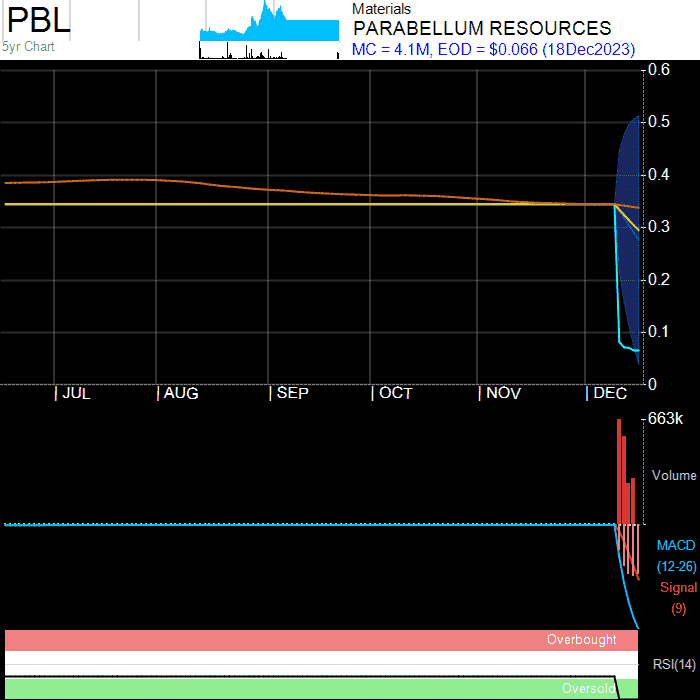 PBL
5yr Chart
Materials
PARABELLUM RESOURCES
MC = 4.1M, EOD = $0.066 (18Dec2023)
0.6
0.5
0.4
0.3
0.2
0.1
0
JUL AUG SEP OCT NOV DEC
663k
Volume
MACD
(12-26)
Signal
(9)
Overbought
RSI(14)
Oversold